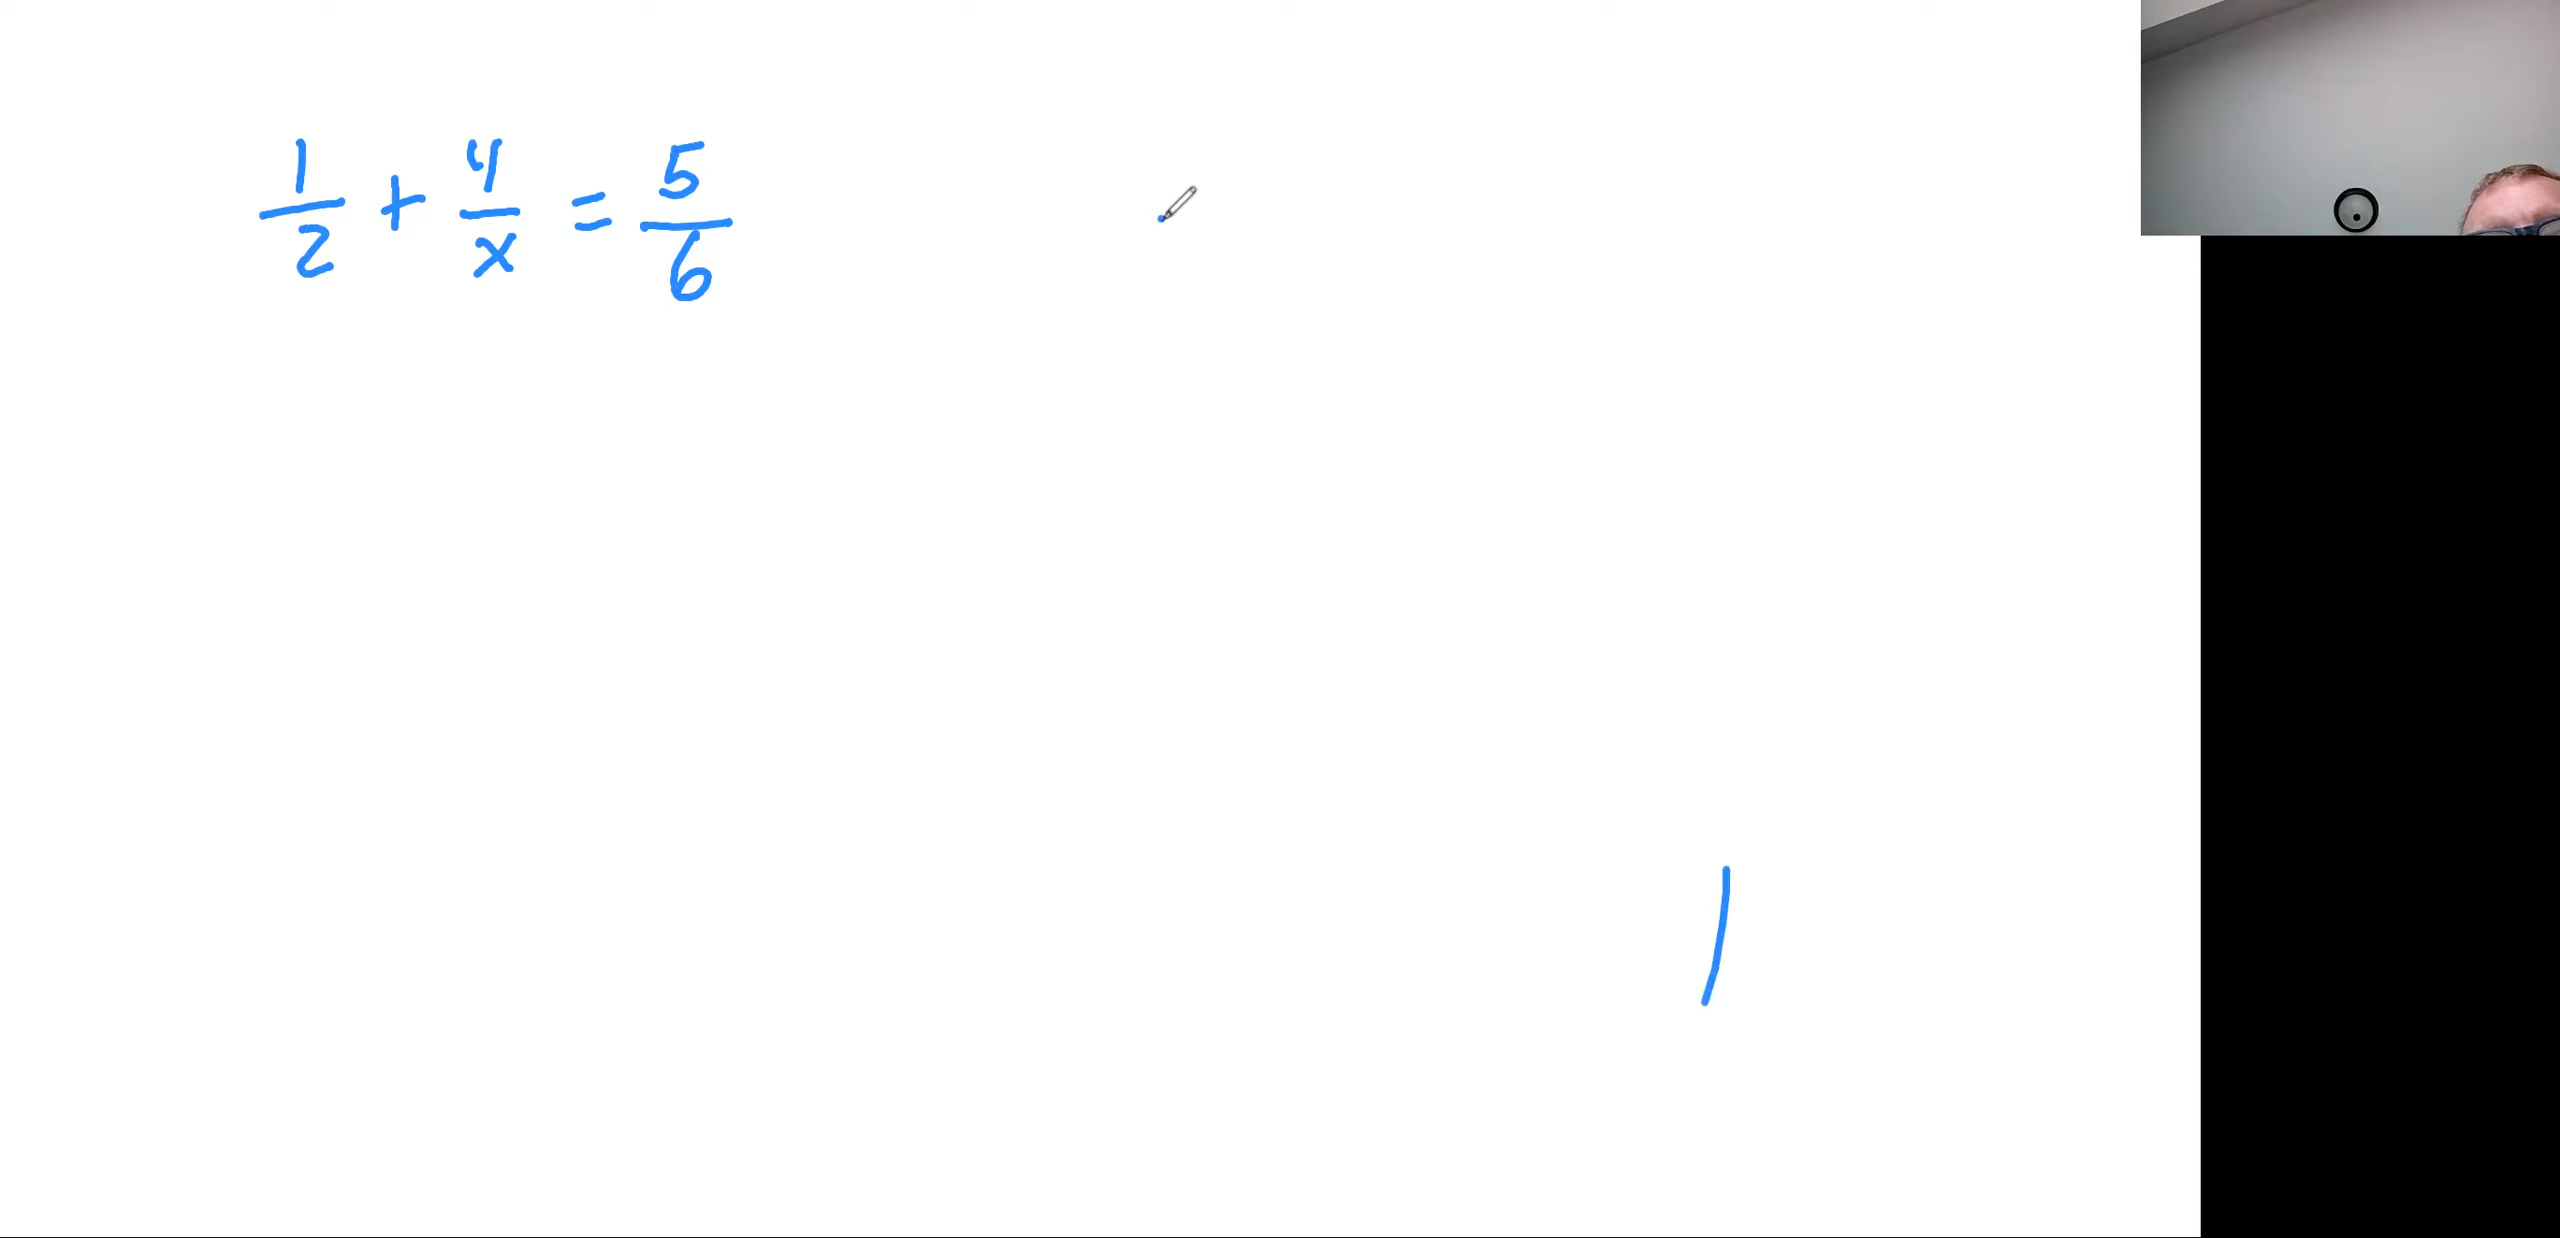 1/2 + 4/x = 5/6